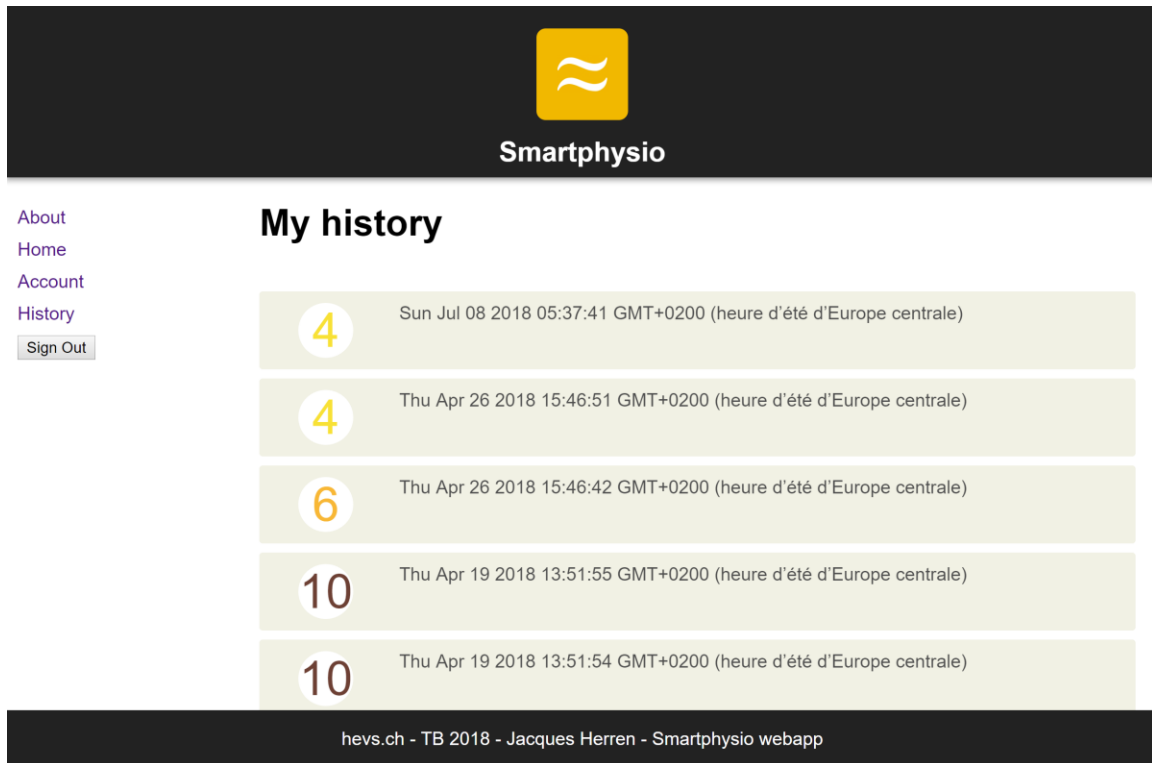 ≈
Smartphysio
About
Home
Account
History
Sign Out
My history
4
Sun Jul 08 2018 05:37:41 GMT+0200 (heure d’été d’Europe centrale)
4
Thu Apr 26 2018 15:46:51 GMT+0200 (heure d’été d’Europe centrale)
6
Thu Apr 26 2018 15:46:42 GMT+0200 (heure d’été d’Europe centrale)
10
Thu Apr 19 2018 13:51:55 GMT+0200 (heure d’été d’Europe centrale)
10
Thu Apr 19 2018 13:51:54 GMT+0200 (heure d’été d’Europe centrale)
hevs.ch - TB 2018 - Jacques Herren - Smartphysio webapp